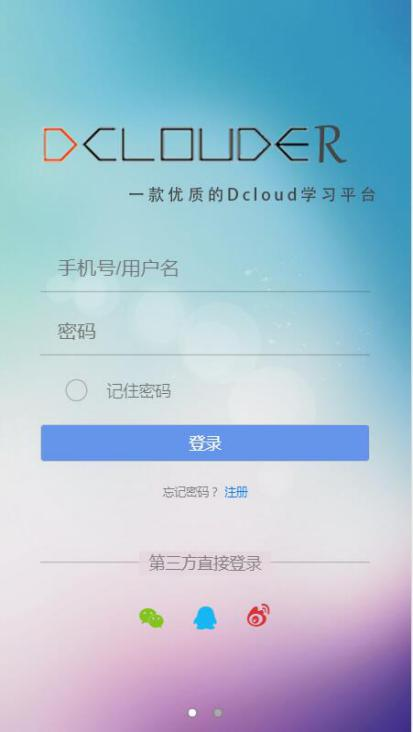 DCLOUDER
一款优质的Dcloud学习平台
手机号/用户名
密码
记住密码
登录
忘记密码？ 注册
第三方直接登录